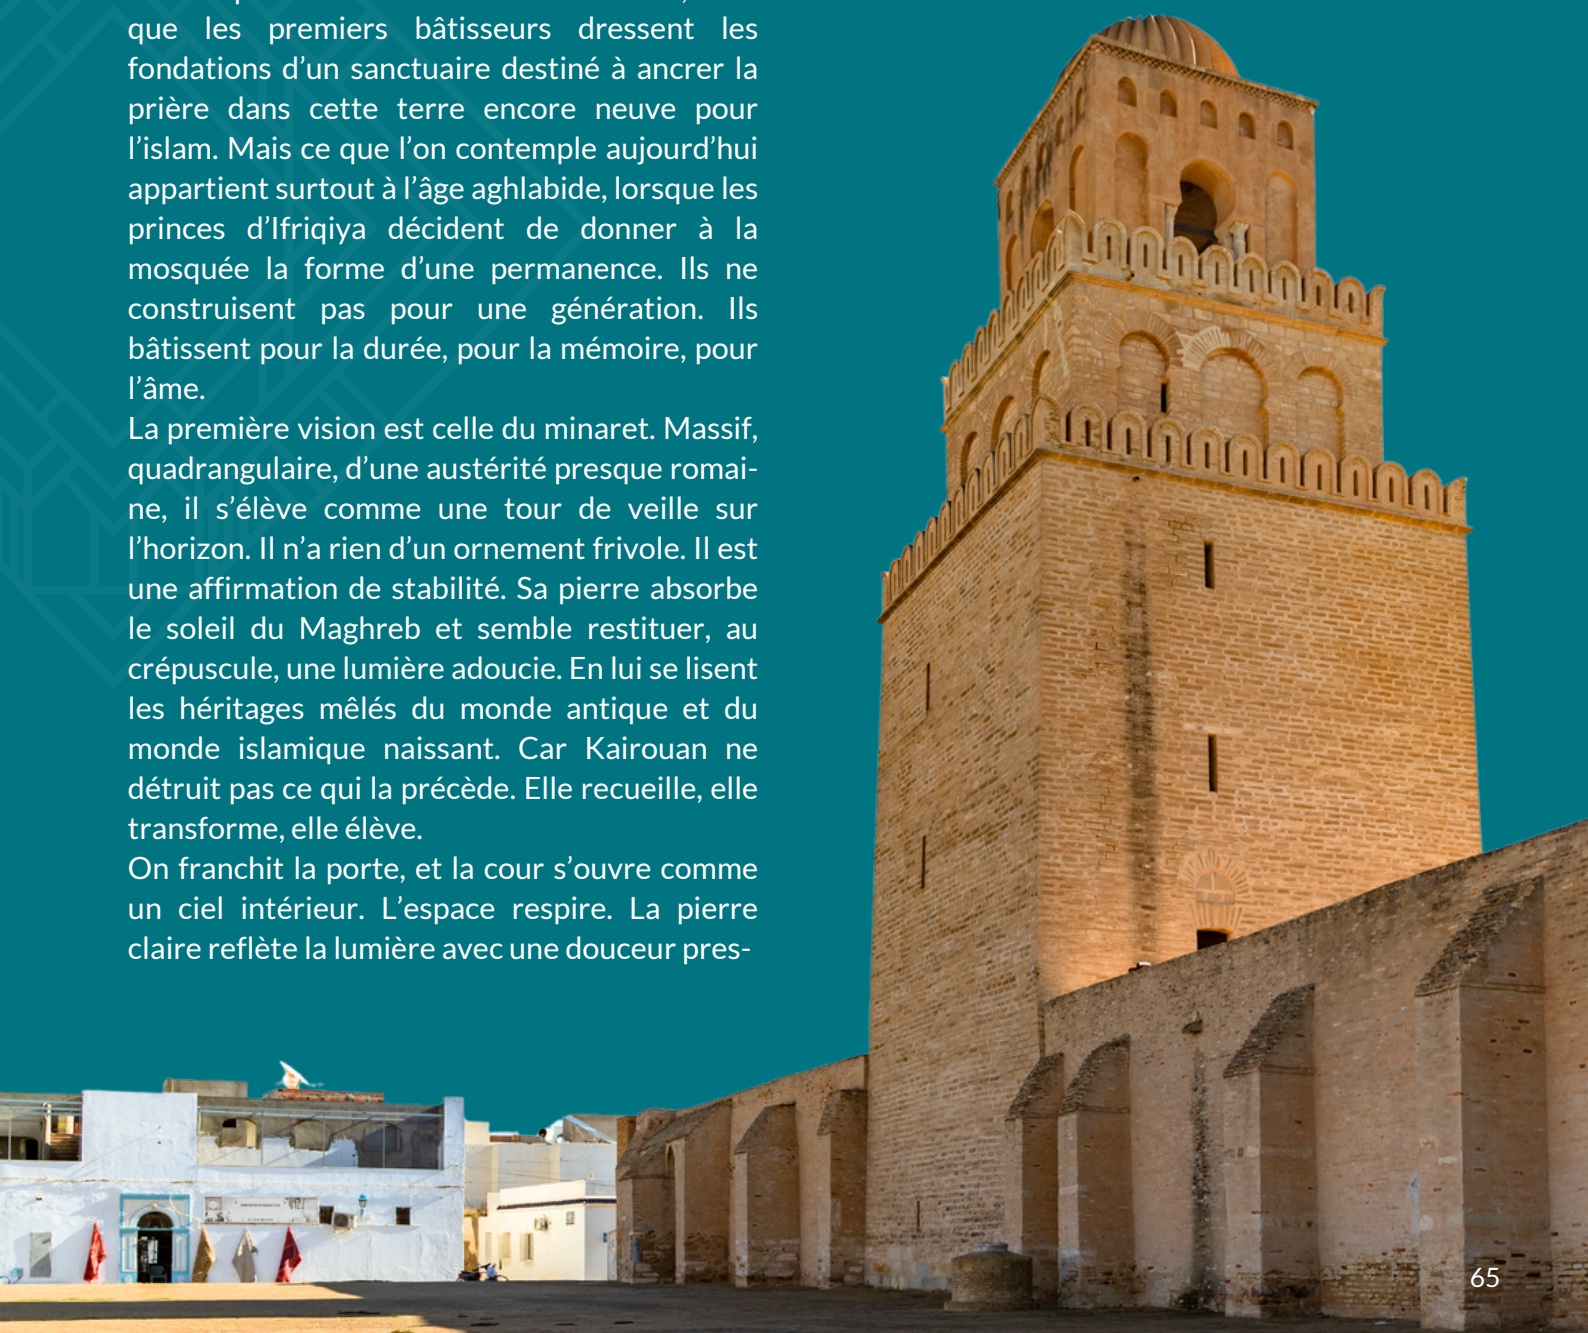 que les premiers bâtisseurs dressent les
fondations d’un sanctuaire destiné à ancrer la
prière dans cette terre encore neuve pour
l’islam. Mais ce que l’on contemple aujourd’hui
appartient surtout à l’âge aghlabide, lorsque les
princes d’Ifriqiya décident de donner à la
mosquée la forme d’une permanence. Ils ne
construisent pas pour une génération. Ils
bâtissent pour la durée, pour la mémoire, pour
l’âme.
La première vision est celle du minaret. Massif,
quadrangulaire, d’une austérité presque romai-
ne, il s’élève comme une tour de veille sur
l’horizon. Il n’a rien d’un ornement frivole. Il est
une affirmation de stabilité. Sa pierre absorbe
le soleil du Maghreb et semble restituer, au
crépuscule, une lumière adoucie. En lui se lisent
les héritages mêlés du monde antique et du
monde islamique naissant. Car Kairouan ne
détruit pas ce qui la précède. Elle recueille, elle
transforme, elle élève.
On franchit la porte, et la cour s’ouvre comme
un ciel intérieur. L’espace respire. La pierre
claire reflète la lumière avec une douceur pres-
65